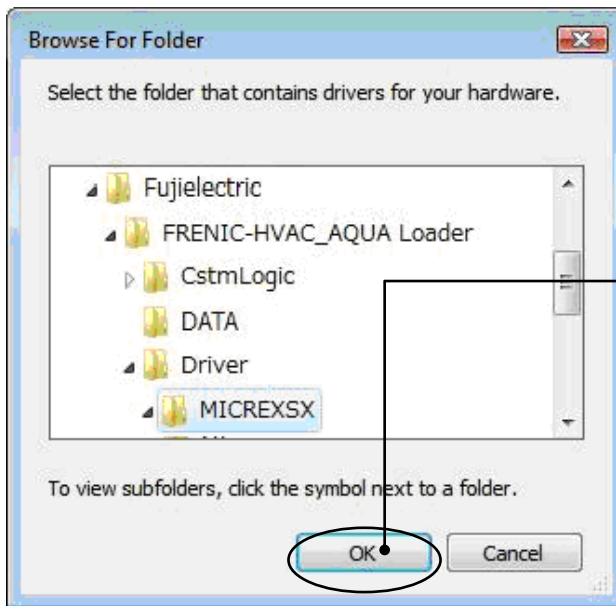 Browse For Folder
Select the folder that contains drivers for your hardware.
Fujielectric
FRENIC-HVAC_AQUA Loader
CstmLogic
DATA
Driver
MICREXSX
To view subfolders, click the symbol next to a folder.
OK Cancel